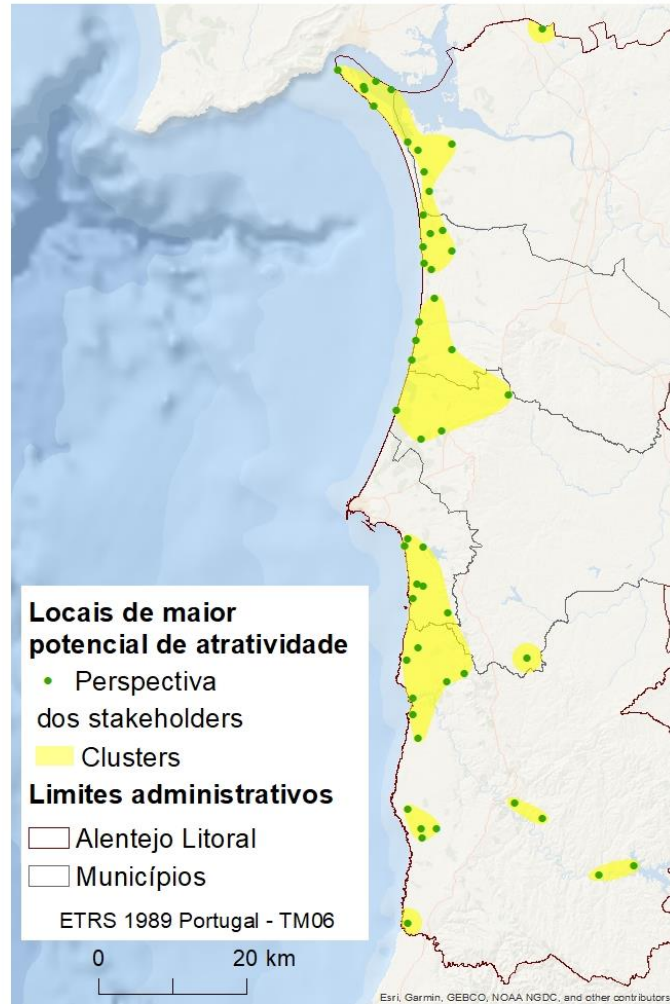 Locais de maior
potencial de atratividade
Perspectiva
dos stakeholders
Clusters
Limites administrativos
Alentejo Litoral
Municípios
ETRS 1989 Portugal - TM06
0 20 km
Esri, Garmin, GEBCO, NOAA NGDC, and other contributors